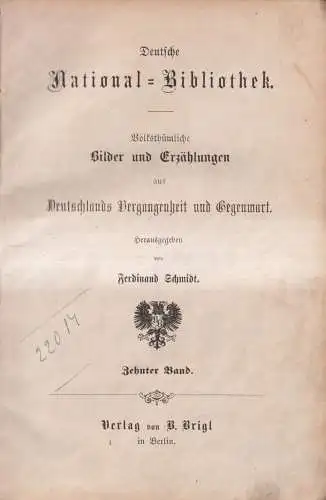 Deutsche
National=Bibliothek.
Volksthümliche
Bilder und Erzählungen
aus
Deutschlands Vergangenheit und Gegenwart.
Herausgegeben
von
Ferdinand Schmidt.
22014
Zehnter Band.
Verlag von B. Brigl
in Berlin.